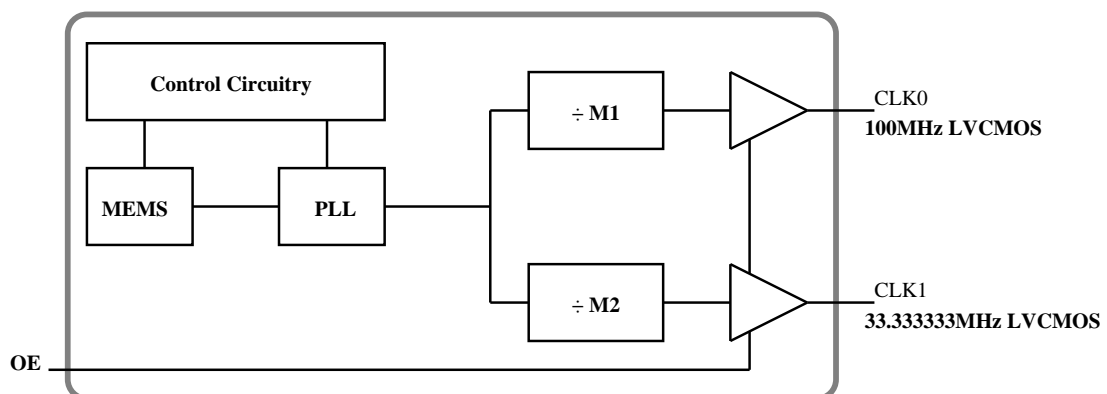 Control Circuitry
÷ M1
CLK0
100MHz LVCMOS
MEMS
PLL
÷ M2
CLK1
33.333333MHz LVCMOS
OE